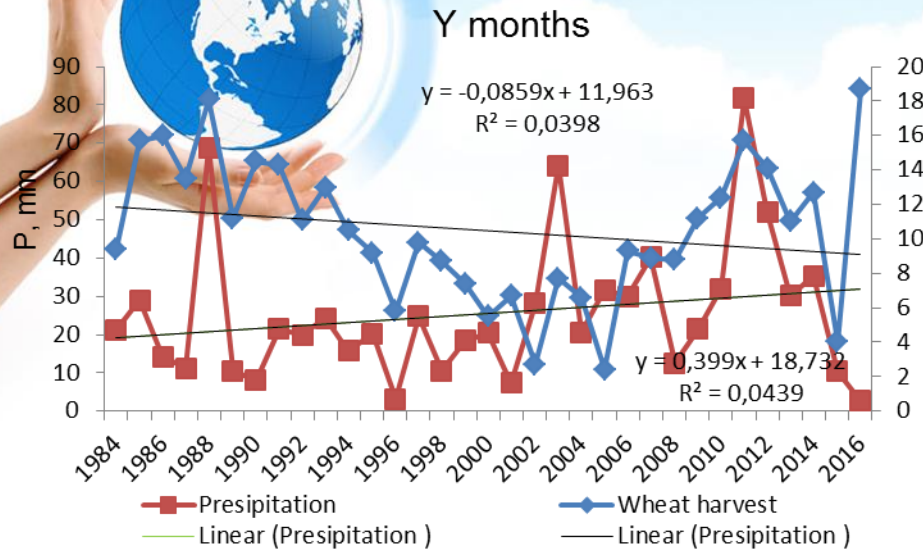 Y months
y = -0,0859x + 11,963
R² = 0,0398
P, mm
90
80
70
60
50
40
30
20
10
0
20
18
16
14
12
10
8
6
4
2
0
y = 0,399x + 18,732
R² = 0,0439
1984 1986 1988 1990 1992 1994 1996 1998 2000 2002 2004 2006 2008 2010 2012 2014 2016
Presipitation Wheat harvest
Linear (Presipitation ) Linear (Presipitation )